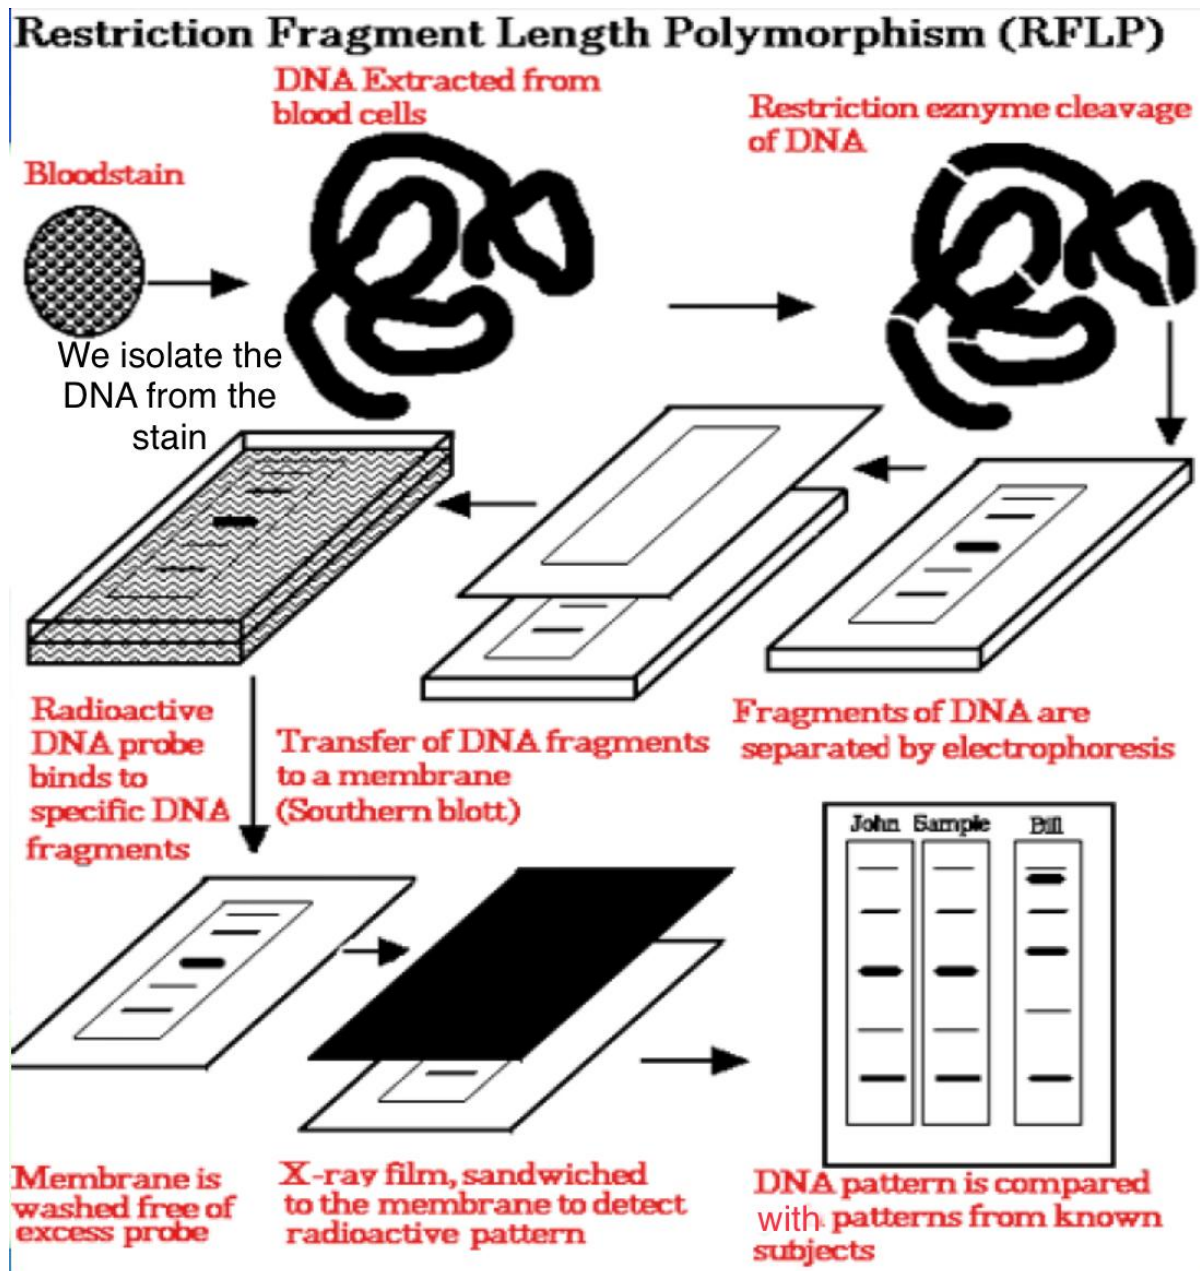 Restriction Fragment Length Polymorphism (RFLP)
DNA Extracted from
blood cells
Restriction eznyme cleavage
of DNA
Bloodstain
We isolate the
DNA from the
stain
Radioactive
DNA probe
binds to
specific DNA
fragments
Transfer of DNA fragments
to a membrane
(Southern blott)
Fragments of DNA are
separated by electrophoresis
John Sample Bill
Membrane is
washed free of
excess probe
X-ray film, sandwiched
to the membrane to detect
radioactive pattern
DNA pattern is compared
with patterns from known
subjects